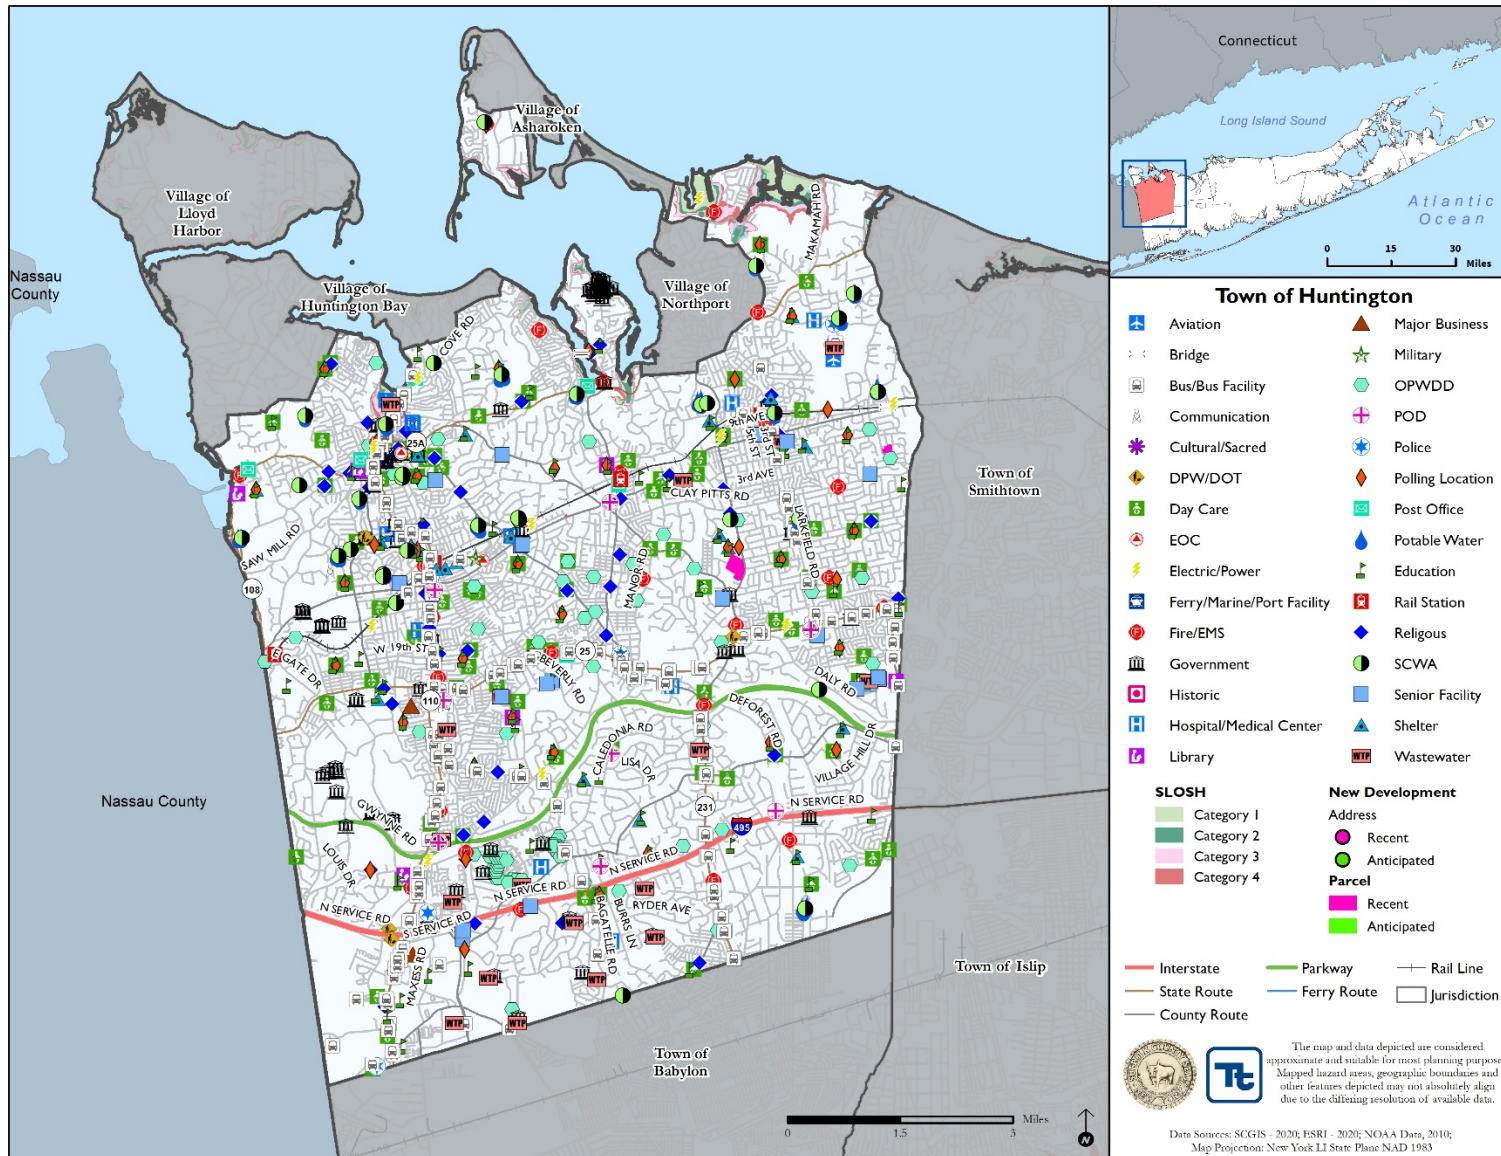 Connecticut
Long Island Sound
Atlantic
Ocean
0 15 30
Miles
Village of
Asharoken
Village of
Lloyd
Harbor
Nassau
County
Village of
Huntington Bay
Village of
Northport
MAKAMAH RD
COVE RD
25A
9th AVE
15th ST
3rd ST
3rd AVE
CLAY PITTS RD
LARKFIELD RD
Town of
Smithtown
SAW MILL RD
108
MANOR RD
W 19th ST
ELGATE DR
BEVERLY RD
25
110
DALY RD
DEFOREST RD
CALEDONIA RD
LISA DR
VILLAGE HILL DR
Nassau County
GWYNNE RD
231
N SERVICE RD
495
LOUIS DR
N SERVICE RD
N SERVICE RD
N SERVICE RD
S SERVICE RD
RYDER AVE
BURRS LN
BAGATELLE RD
MAXESS RD
Town of Islip
Town of
Babylon
0 1.5 3
Miles
N
Town of Huntington
Aviation
Bridge
Bus/Bus Facility
Communication
Cultural/Sacred
DPW/DOT
Day Care
EOC
Electric/Power
Ferry/Marine/Port Facility
Fire/EMS
Government
Historic
Hospital/Medical Center
Library
Major Business
Military
OPWDD
POD
Police
Polling Location
Post Office
Potable Water
Education
Rail Station
Religous
SCWA
Senior Facility
Shelter
WTP Wastewater
SLOSH
Category 1
Category 2
Category 3
Category 4
New Development
Address
Recent
Anticipated
Parcel
Recent
Anticipated
Interstate
State Route
County Route
Parkway
Ferry Route
Rail Line
Jurisdiction
Tt
The map and data depicted are considered
approximate and suitable for most planning purpose
Mapped hazard areas, geographic boundaries and
other features depicted may not absolutely align
due to the differing resolution of available data.
Data Sources: SCGIS - 2020; ESRI - 2020; NOAA Data, 2010;
Map Projection: New York LI State Plane NAD 1983